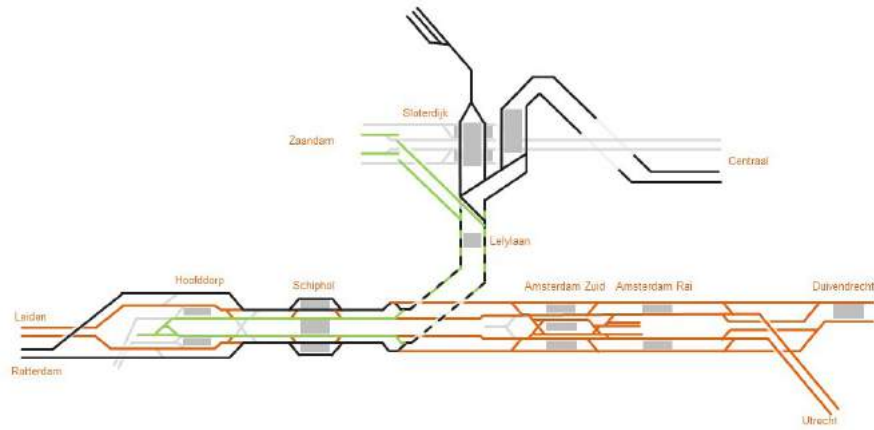 Sloterdijk
Zaandam
Centraal
Lelylaan
Hoofddorp
Schiphol
Amsterdam Zuid
Amsterdam Rai
Duivendrecht
Leiden
Rotterdam
Utrecht